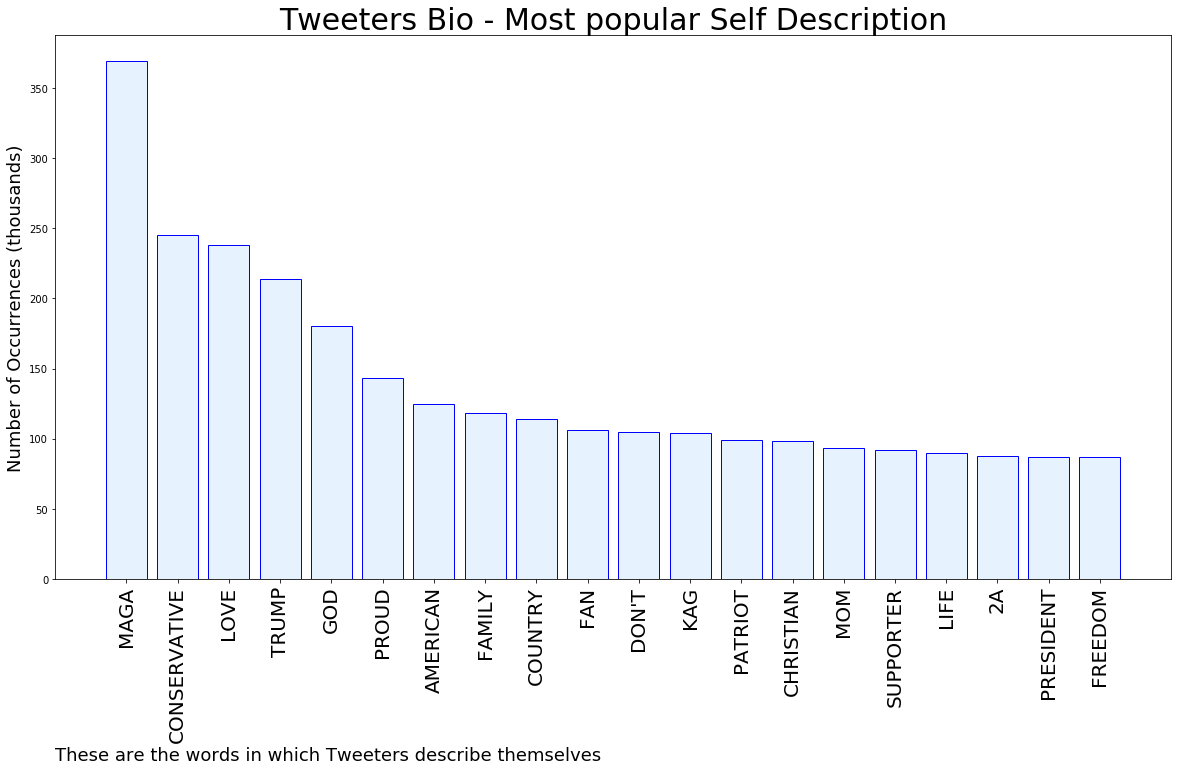 Tweeters Bio - Most popular Self Description
Number of Occurrences (thousands)
350
300
250
200
150
100
50
0
MAGA
CONSERVATIVE
LOVE
TRUMP
GOD
PROUD
AMERICAN
FAMILY
COUNTRY
FAN
DON'T
KAG
PATRIOT
CHRISTIAN
MOM
SUPPORTER
LIFE
2A
PRESIDENT
FREEDOM
These are the words in which Tweeters describe themselves